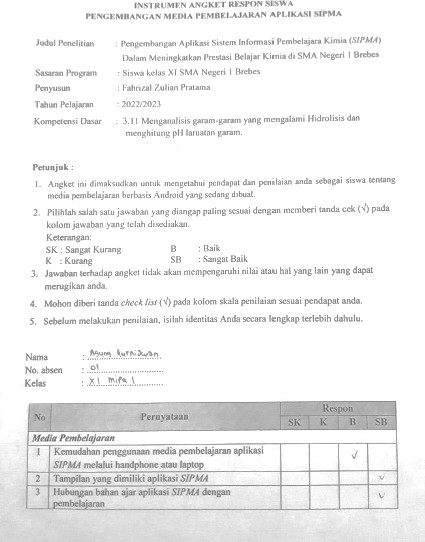 INSTRUMEN ANGKET RESPON SISWA
PENGEMBANGAN MEDIA PEMBELAJARAN APLIKASI SIPMA
Judul Penelitian : Pengembangan Aplikasi Sistem Informasi Pembelajara Kimia (SIPMA)
Dalam Meningkatkan Prestasi Belajar Kimia di SMA Negeri 1 Brebes
Sasaran Program : Siswa kelas XI SMA Negeri 1 Brebes
Penyusun : Fahrizal Zulian Pratama
Tahun Pelajaran : 2022/2023
Kompetensi Dasar : 3.11 Menganalisis garam-garam yang mengalami Hidrolisis dan
menghitung pH laruatan garam.
Petunjuk :
1. Angket ini dimaksudkan untuk mengetahui pendapat dan penilaian anda sebagai siswa tentang
media pembelajaran berbasis Android yang sedang dibuat.
2. Pilihlah salah satu jawaban yang diangap paling sesuai dengan memberi tanda cek (√) pada
kolom jawaban yang telah disediakan.
Keterangan:
SK : Sangat Kurang B : Baik
K : Kurang SB : Sangat Baik
3. Jawaban terhadap angket tidak akan mempengaruhi nilai atau hal yang lain yang dapat
merugikan anda.
4. Mohon diberi tanda check list (√) pada kolom skala penilaian sesuai pendapat anda.
5. Sebelum melakukan penilaian, isilah identitas Anda secara lengkap terlebih dahulu.
Nama : Agung kurniawan
No. absen : 01
Kelas : XI mipa 1
No Pernyataan Respon
SK K B SB
Media Pembelajaran
1 Kemudahan penggunaan media pembelajaran aplikasi √
SIPMA melalui handphone atau laptop
2 Tampilan yang dimiliki aplikasi SIPMA √
3 Hubungan bahan ajar aplikasi SIPMA dengan √
pembelajaran